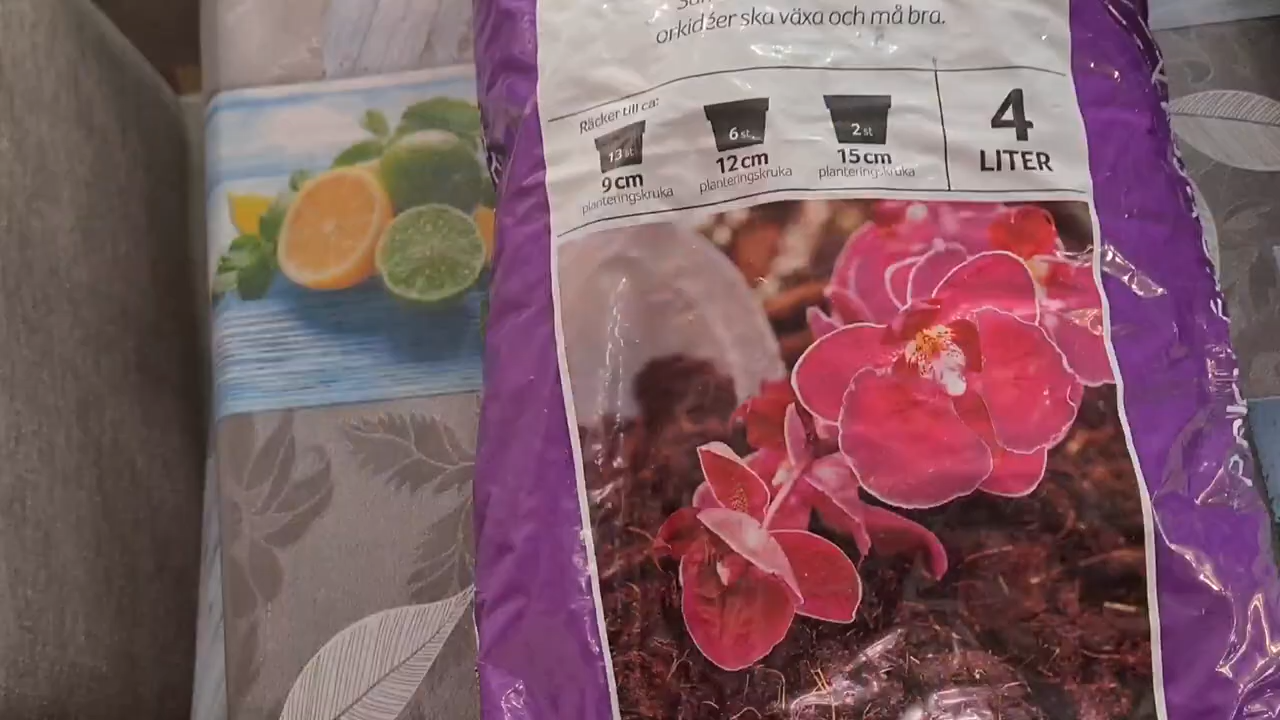 orkidéer ska växa och må bra.
Räcker till ca:
13 st 6 st. 2 st
9 cm 12 cm 15 cm
planteringskruka planteringskruka planteringskruka
4
LITER